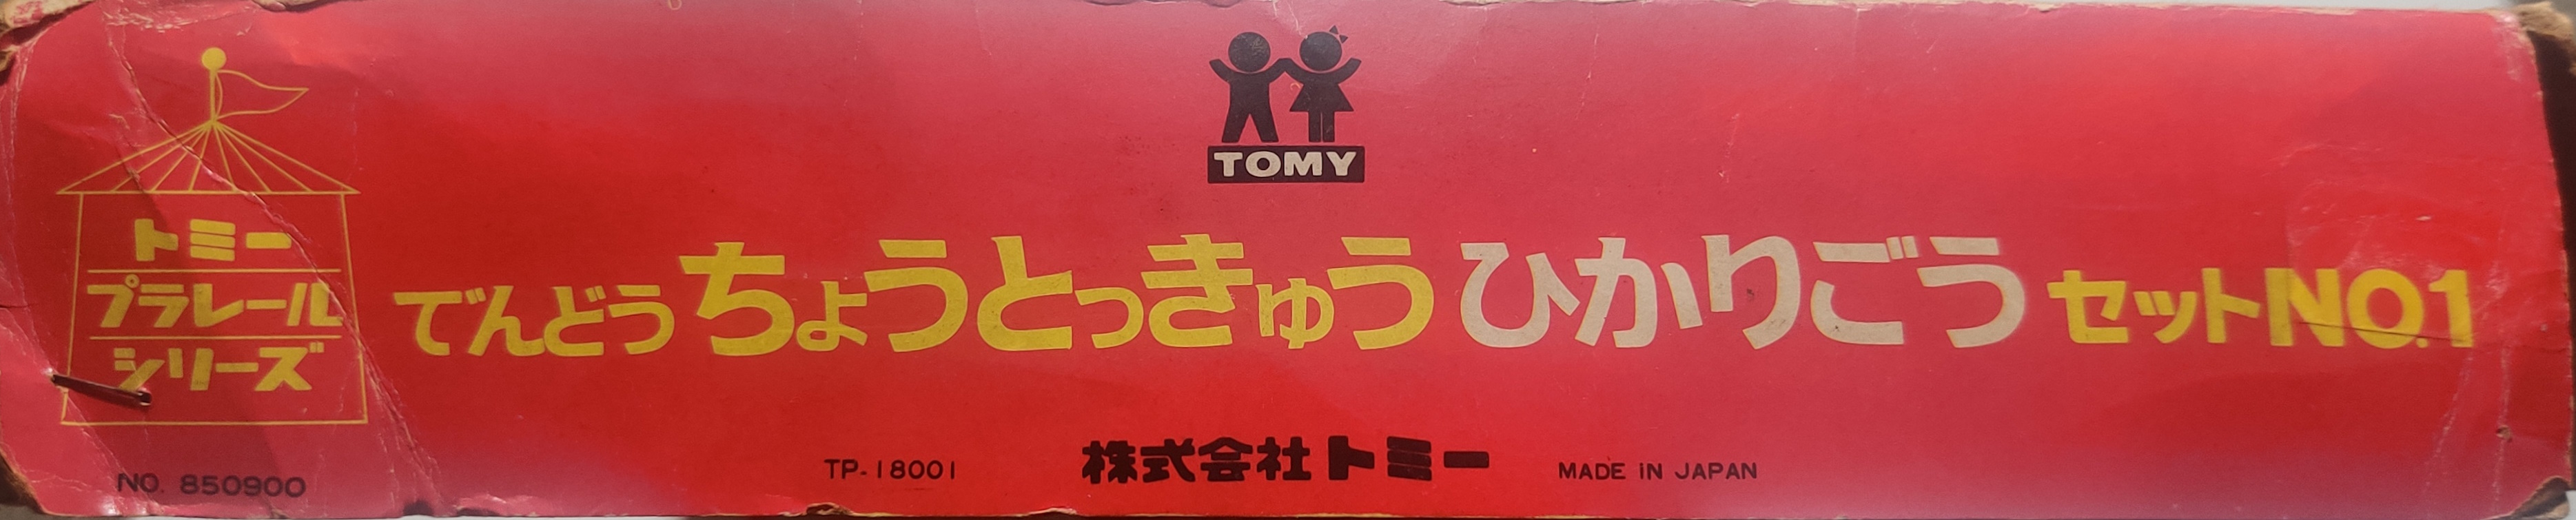 TOMY
トミー
プラレール
シリーズ
でんどう ちょうとっきゅう ひかりごう セットNO.1
NO. 850900
TP-18001
株式会社トミー
MADE IN JAPAN